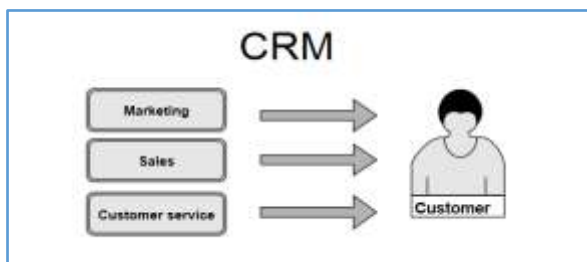 CRM
Marketing
Sales
Customer service
Customer